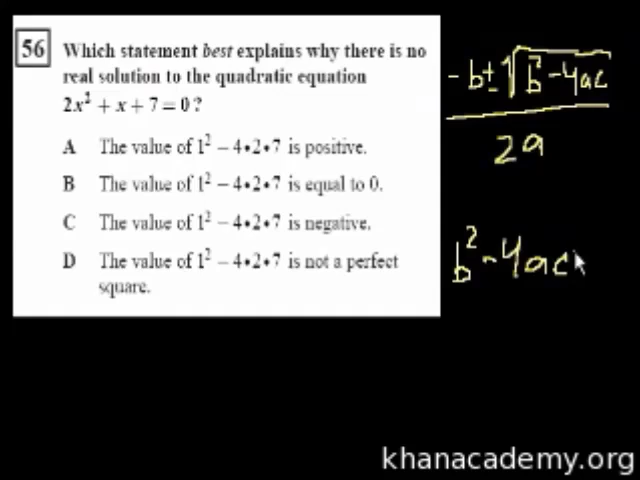 56 Which statement best explains why there is no
real solution to the quadratic equation
2x² + x + 7 = 0?
A The value of 1² – 4•2•7 is positive.
B The value of 1² – 4•2•7 is equal to 0.
C The value of 1² – 4•2•7 is negative.
D The value of 1² – 4•2•7 is not a perfect
square.
-b±√b²-4ac
2a
b²-4ac
khanacademy.org